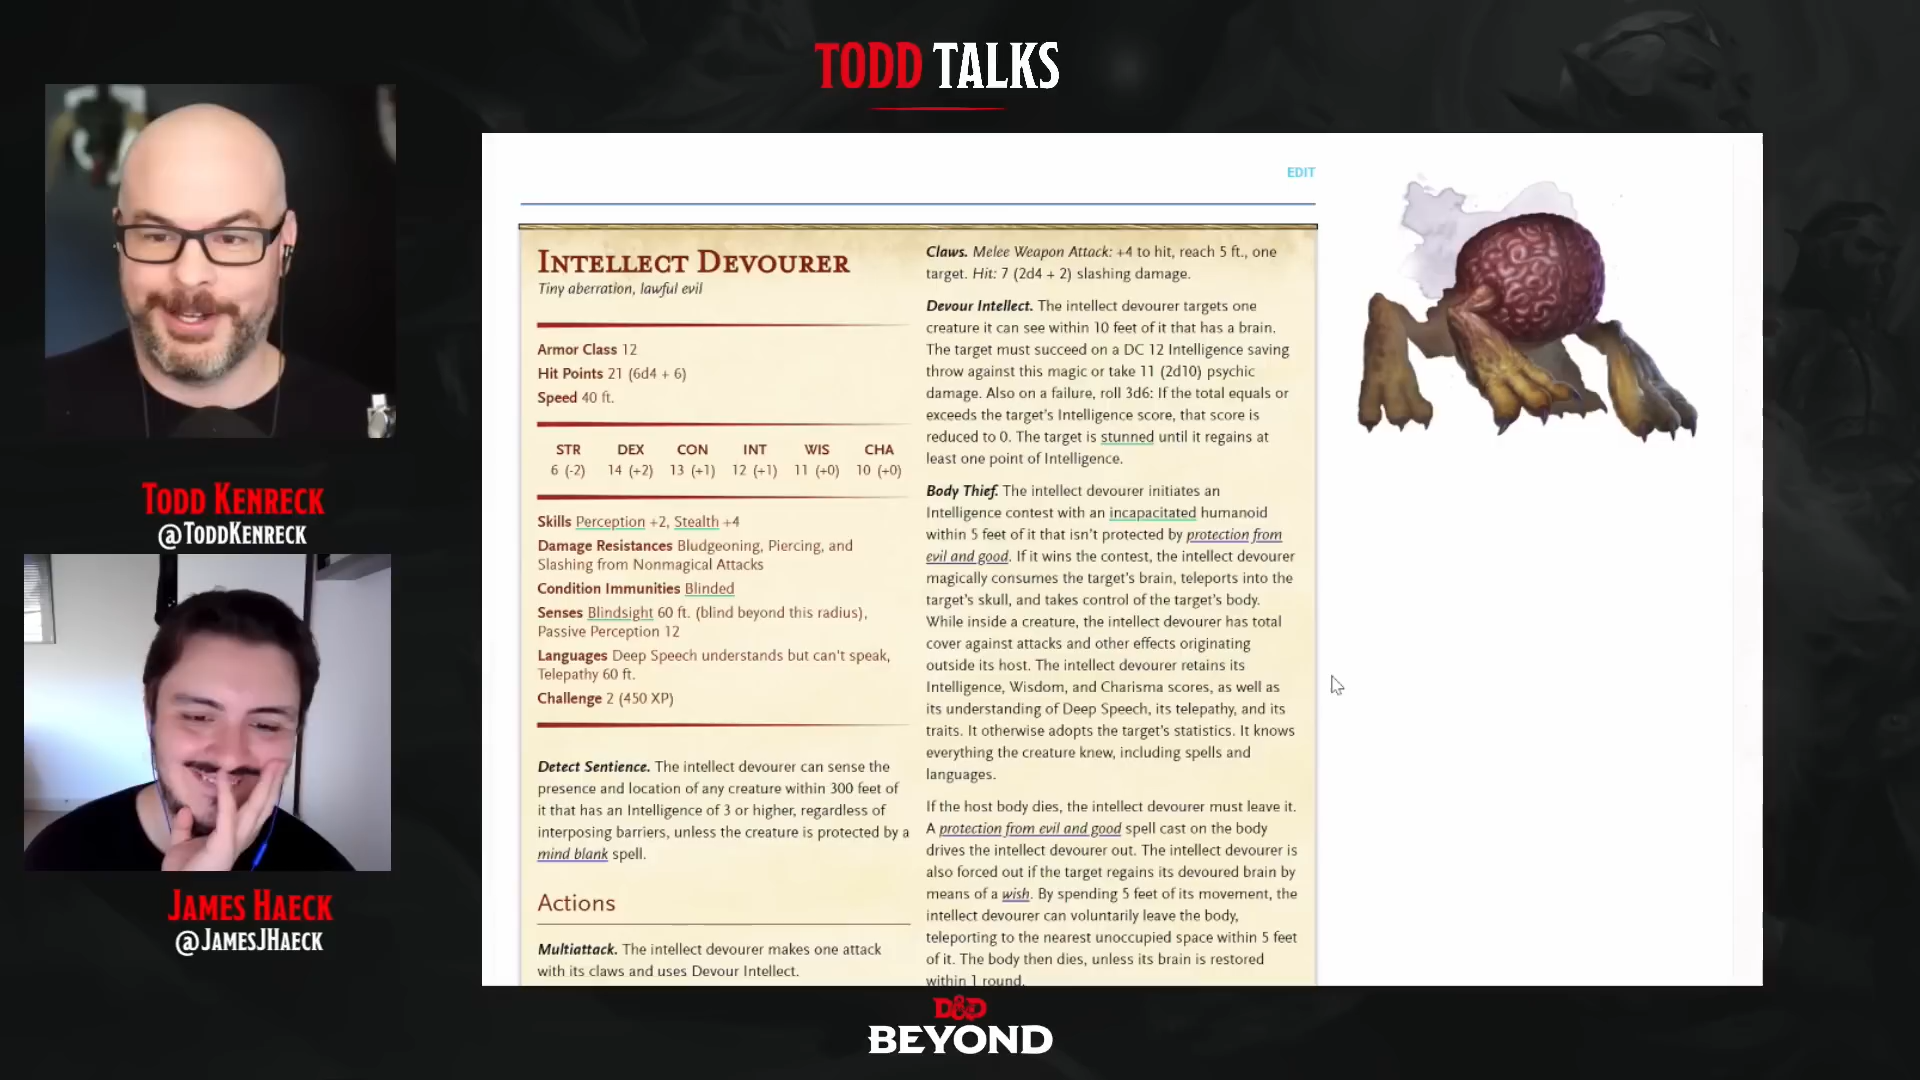 TODD TALKS
TODD KENRECK
@TODDKENRECK
JAMES HAECK
@JAMESJHAECK
EDIT
INTELLECT DEVOURER
Tiny aberration, lawful evil
Armor Class 12
Hit Points 21 (6d4 + 6)
Speed 40 ft.
STR DEX CON INT WIS CHA
6 (-2) 14 (+2) 13 (+1) 12 (+1) 11 (+0) 10 (+0)
Skills Perception +2, Stealth +4
Damage Resistances Bludgeoning, Piercing, and
Slashing from Nonmagical Attacks
Condition Immunities Blinded
Senses Blindsight 60 ft. (blind beyond this radius),
Passive Perception 12
Languages Deep Speech understands but can't speak,
Telepathy 60 ft.
Challenge 2 (450 XP)
Detect Sentience. The intellect devourer can sense the
presence and location of any creature within 300 feet of
it that has an Intelligence of 3 or higher, regardless of
interposing barriers, unless the creature is protected by a
mind blank spell.
Actions
Multiattack. The intellect devourer makes one attack
with its claws and uses Devour Intellect.
Claws. Melee Weapon Attack: +4 to hit, reach 5 ft., one
target. Hit: 7 (2d4 + 2) slashing damage.
Devour Intellect. The intellect devourer targets one
creature it can see within 10 feet of it that has a brain.
The target must succeed on a DC 12 Intelligence saving
throw against this magic or take 11 (2d10) psychic
damage. Also on a failure, roll 3d6: If the total equals or
exceeds the target's Intelligence score, that score is
reduced to 0. The target is stunned until it regains at
least one point of Intelligence.
Body Thief. The intellect devourer initiates an
Intelligence contest with an incapacitated humanoid
within 5 feet of it that isn't protected by protection from
evil and good. If it wins the contest, the intellect devourer
magically consumes the target's brain, teleports into the
target's skull, and takes control of the target's body.
While inside a creature, the intellect devourer has total
cover against attacks and other effects originating
outside its host. The intellect devourer retains its
Intelligence, Wisdom, and Charisma scores, as well as
its understanding of Deep Speech, its telepathy, and its
traits. It otherwise adopts the target's statistics. It knows
everything the creature knew, including spells and
languages.
If the host body dies, the intellect devourer must leave it.
A protection from evil and good spell cast on the body
drives the intellect devourer out. The intellect devourer is
also forced out if the target regains its devoured brain by
means of a wish. By spending 5 feet of its movement, the
intellect devourer can voluntarily leave the body,
teleporting to the nearest unoccupied space within 5 feet
of it. The body then dies, unless its brain is restored
within 1 round.
D&D
BEYOND